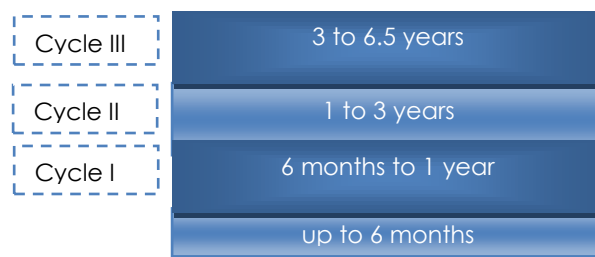 Cycle III 3 to 6.5 years
Cycle II 1 to 3 years
Cycle I 6 months to 1 year
up to 6 months